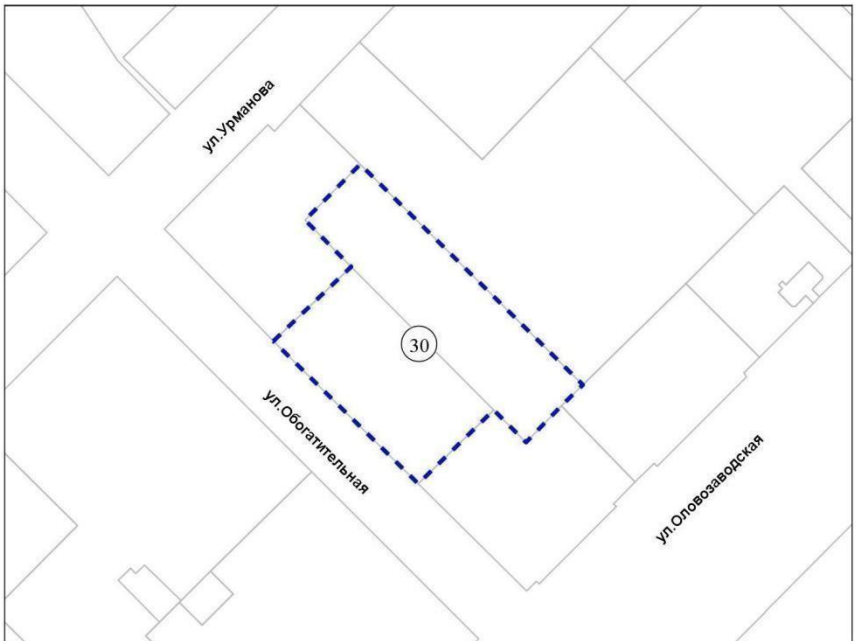 ул.Урманова
30
ул.Обогатительная
ул.Оловозаводская